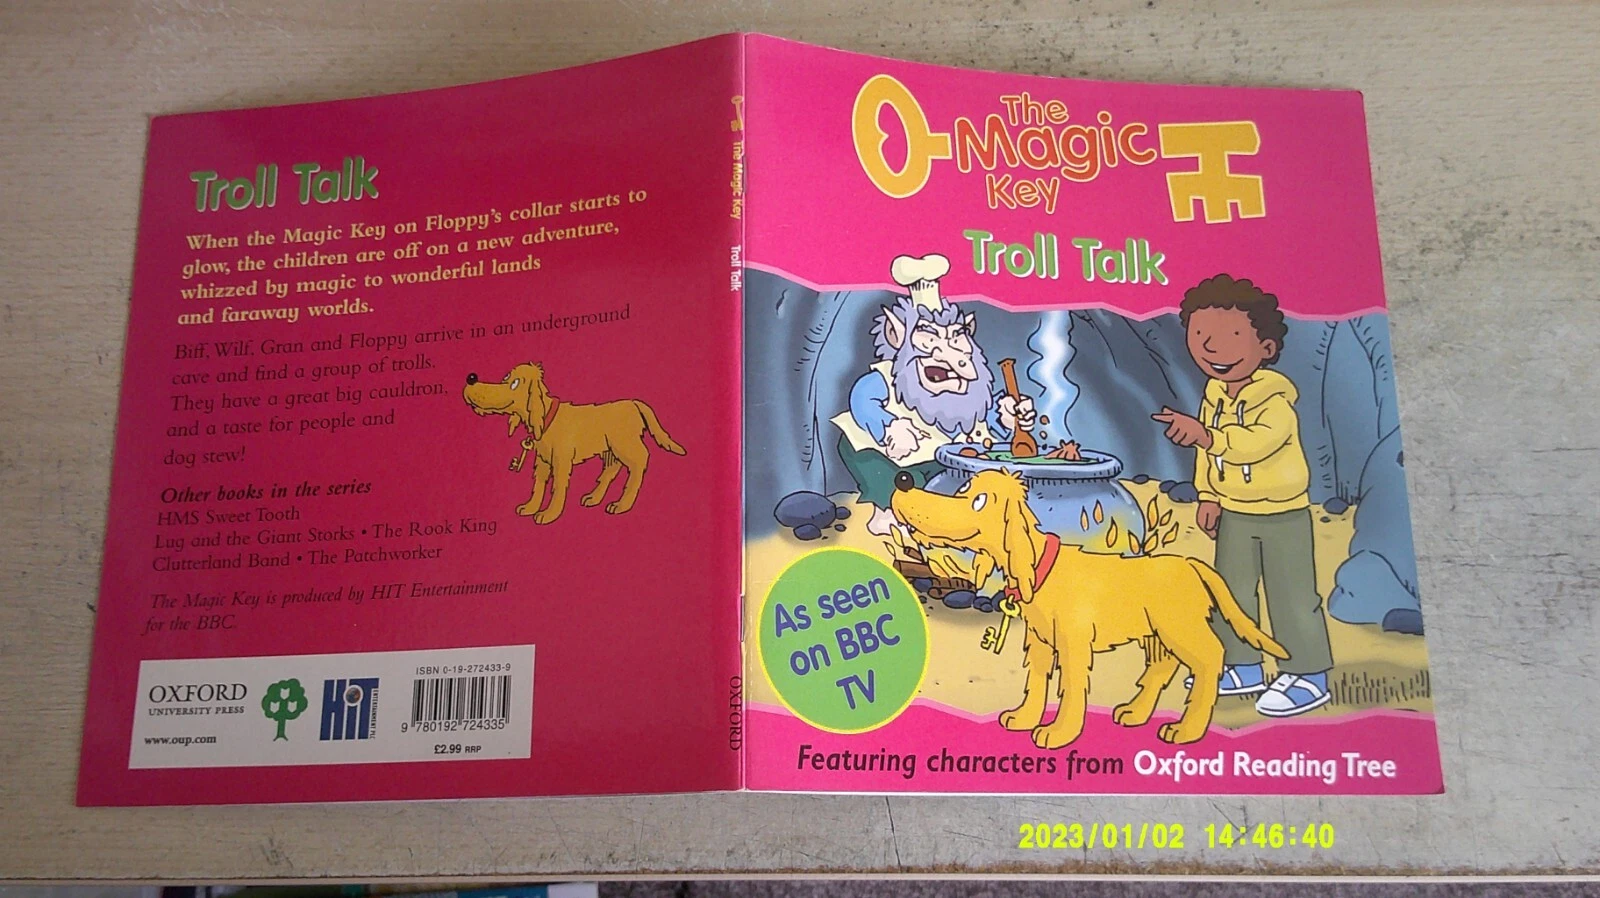 Troll Talk
When the Magic Key on Floppy's collar starts to
glow, the children are off on a new adventure,
whizzed by magic to wonderful lands
and faraway worlds.
Biff, Wilf, Gran and Floppy arrive in an underground
cave and find a group of trolls.
They have a great big cauldron,
and a taste for people and
dog stew!
Other books in the series
HMS Sweet Tooth
Lug and the Giant Storks • The Rook King
Clutterland Band • The Patchworker
The Magic Key is produced by HIT Entertainment
for the BBC.
OXFORD
UNIVERSITY PRESS
www.oup.com
HiT
ENTERTAINMENT PLC
ISBN 0-19-272433-9
9 780192 724335
£2.99 RRP
The Magic Key Troll Talk
OXFORD
The
Magic
Key
Troll Talk
As seen
on BBC
TV
Featuring characters from Oxford Reading Tree
2023/01/02 14:46:40